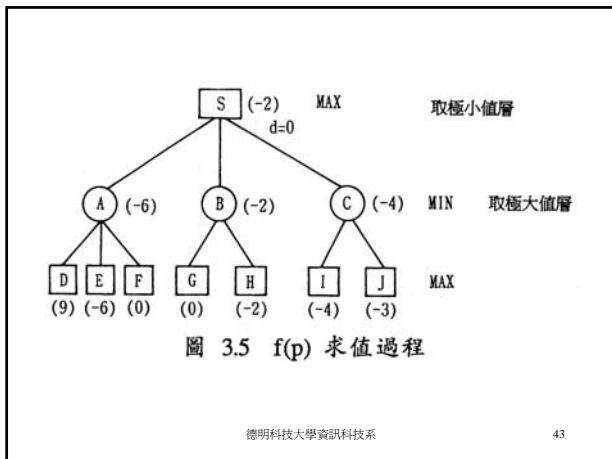 S (-2) MAX 取極小值層
d=0
A (-6) B (-2) C (-4) MIN 取極大值層
D E F G H I J MAX
(9) (-6) (0) (0) (-2) (-4) (-3)
圖 3.5 f(p) 求值過程
德明科技大學資訊科技系 43